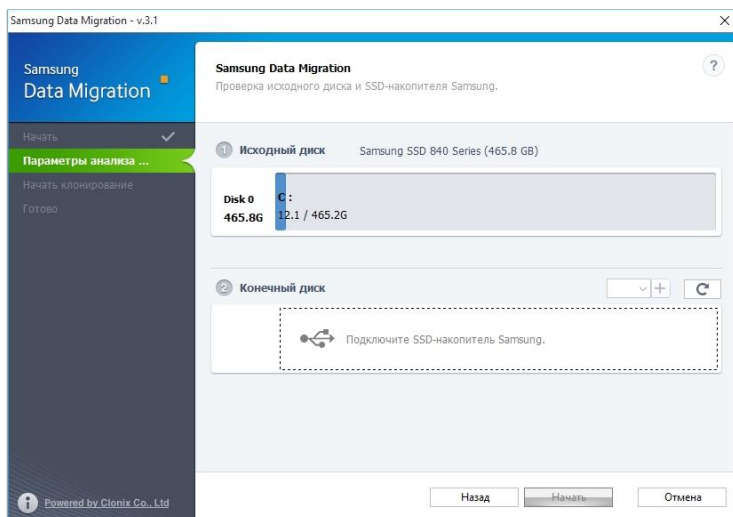 Samsung Data Migration - v.3.1
Samsung
Data Migration
Samsung Data Migration
Проверка исходного диска и SSD-накопителя Samsung.
?
Начать
Параметры анализа ...
Начать клонирование
Готово
1 Исходный диск Samsung SSD 840 Series (465.8 GB)
Disk 0
465.8G
C :
12.1 / 465.2G
2 Конечный диск
Подключите SSD-накопитель Samsung.
Powered by Clonix Co., Ltd
Назад Начать Отмена